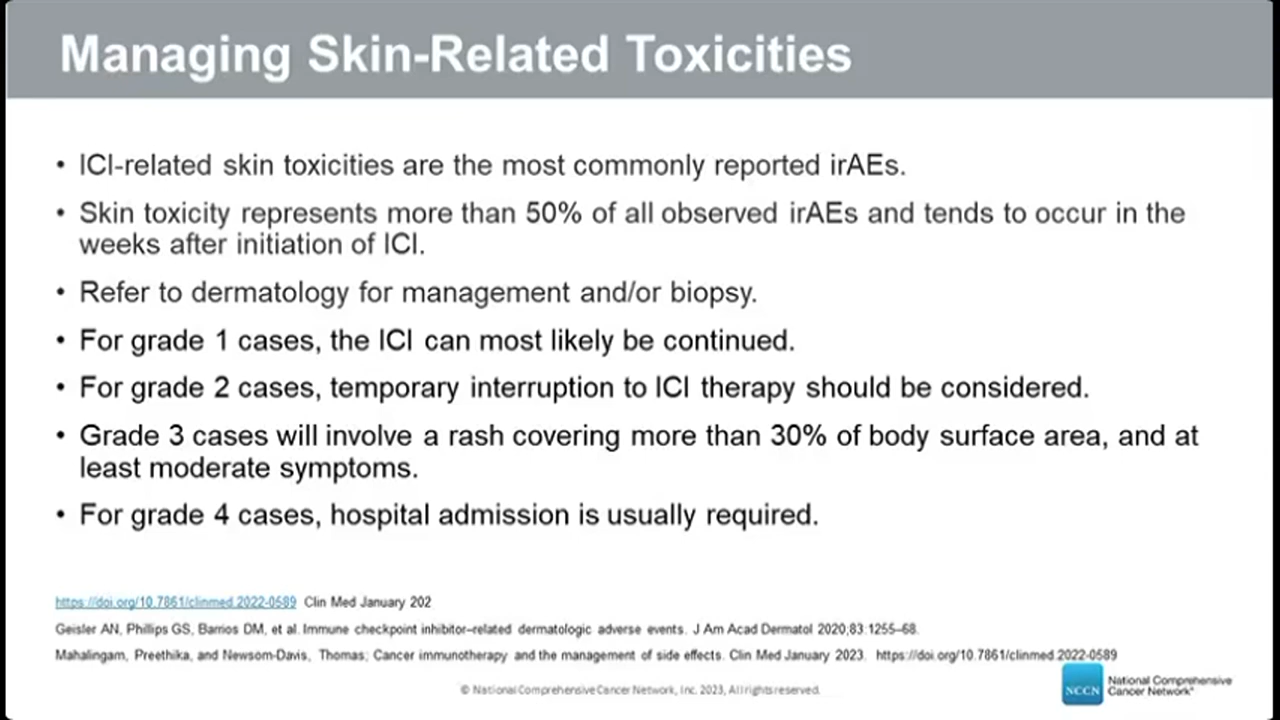 Managing Skin-Related Toxicities
• ICI-related skin toxicities are the most commonly reported irAEs.
• Skin toxicity represents more than 50% of all observed irAEs and tends to occur in the
weeks after initiation of ICI.
• Refer to dermatology for management and/or biopsy.
• For grade 1 cases, the ICI can most likely be continued.
• For grade 2 cases, temporary interruption to ICI therapy should be considered.
• Grade 3 cases will involve a rash covering more than 30% of body surface area, and at
least moderate symptoms.
• For grade 4 cases, hospital admission is usually required.
https://doi.org/10.7861/clinmed.2022-0589 Clin Med January 202
Geisler AN, Phillips GS, Barrios DM, et al. Immune checkpoint inhibitor–related dermatologic adverse events. J Am Acad Dermatol 2020;83:1255–68.
Mahalingam, Preethika, and Newsom-Davis, Thomas; Cancer immunotherapy and the management of side effects. Clin Med January 2023. https://doi.org/10.7861/clinmed.2022-0589
© National Comprehensive Cancer Network, Inc. 2023, All rights reserved.
NCCN National Comprehensive
Cancer Network®